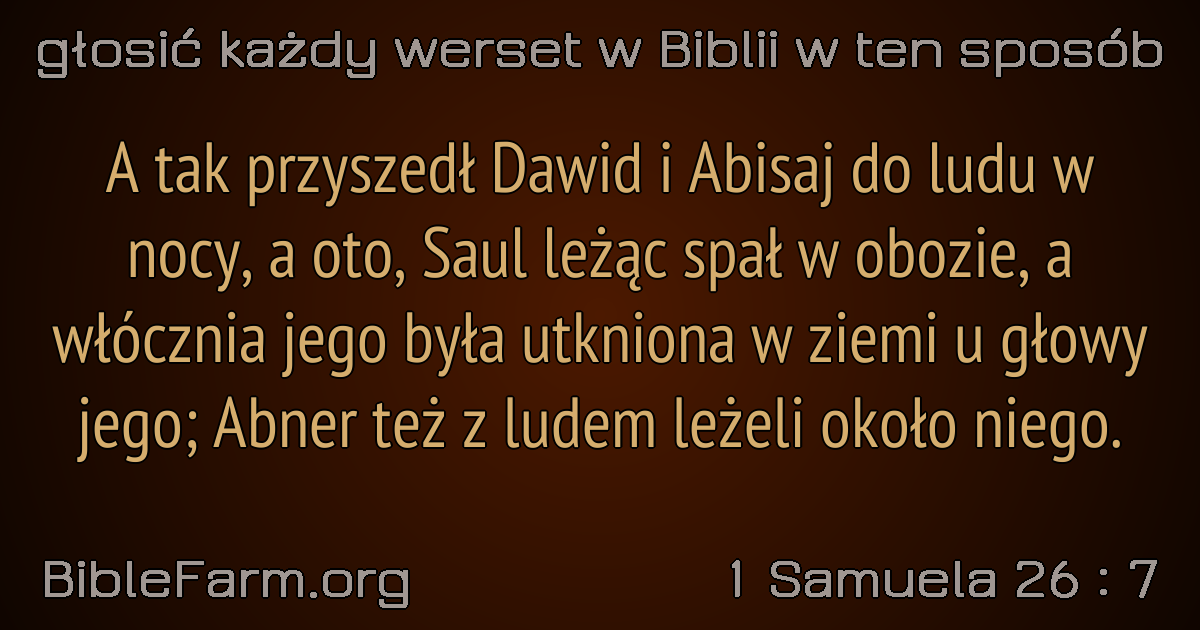 głosić każdy werset w Biblii w ten sposób
A tak przyszedł Dawid i Abisaj do ludu w
nocy, a oto, Saul leżąc spał w obozie, a
włócznia jego była utkniona w ziemi u głowy
jego; Abner też z ludem leżeli około niego.
BibleFarm.org
1 Samuela 26 : 7